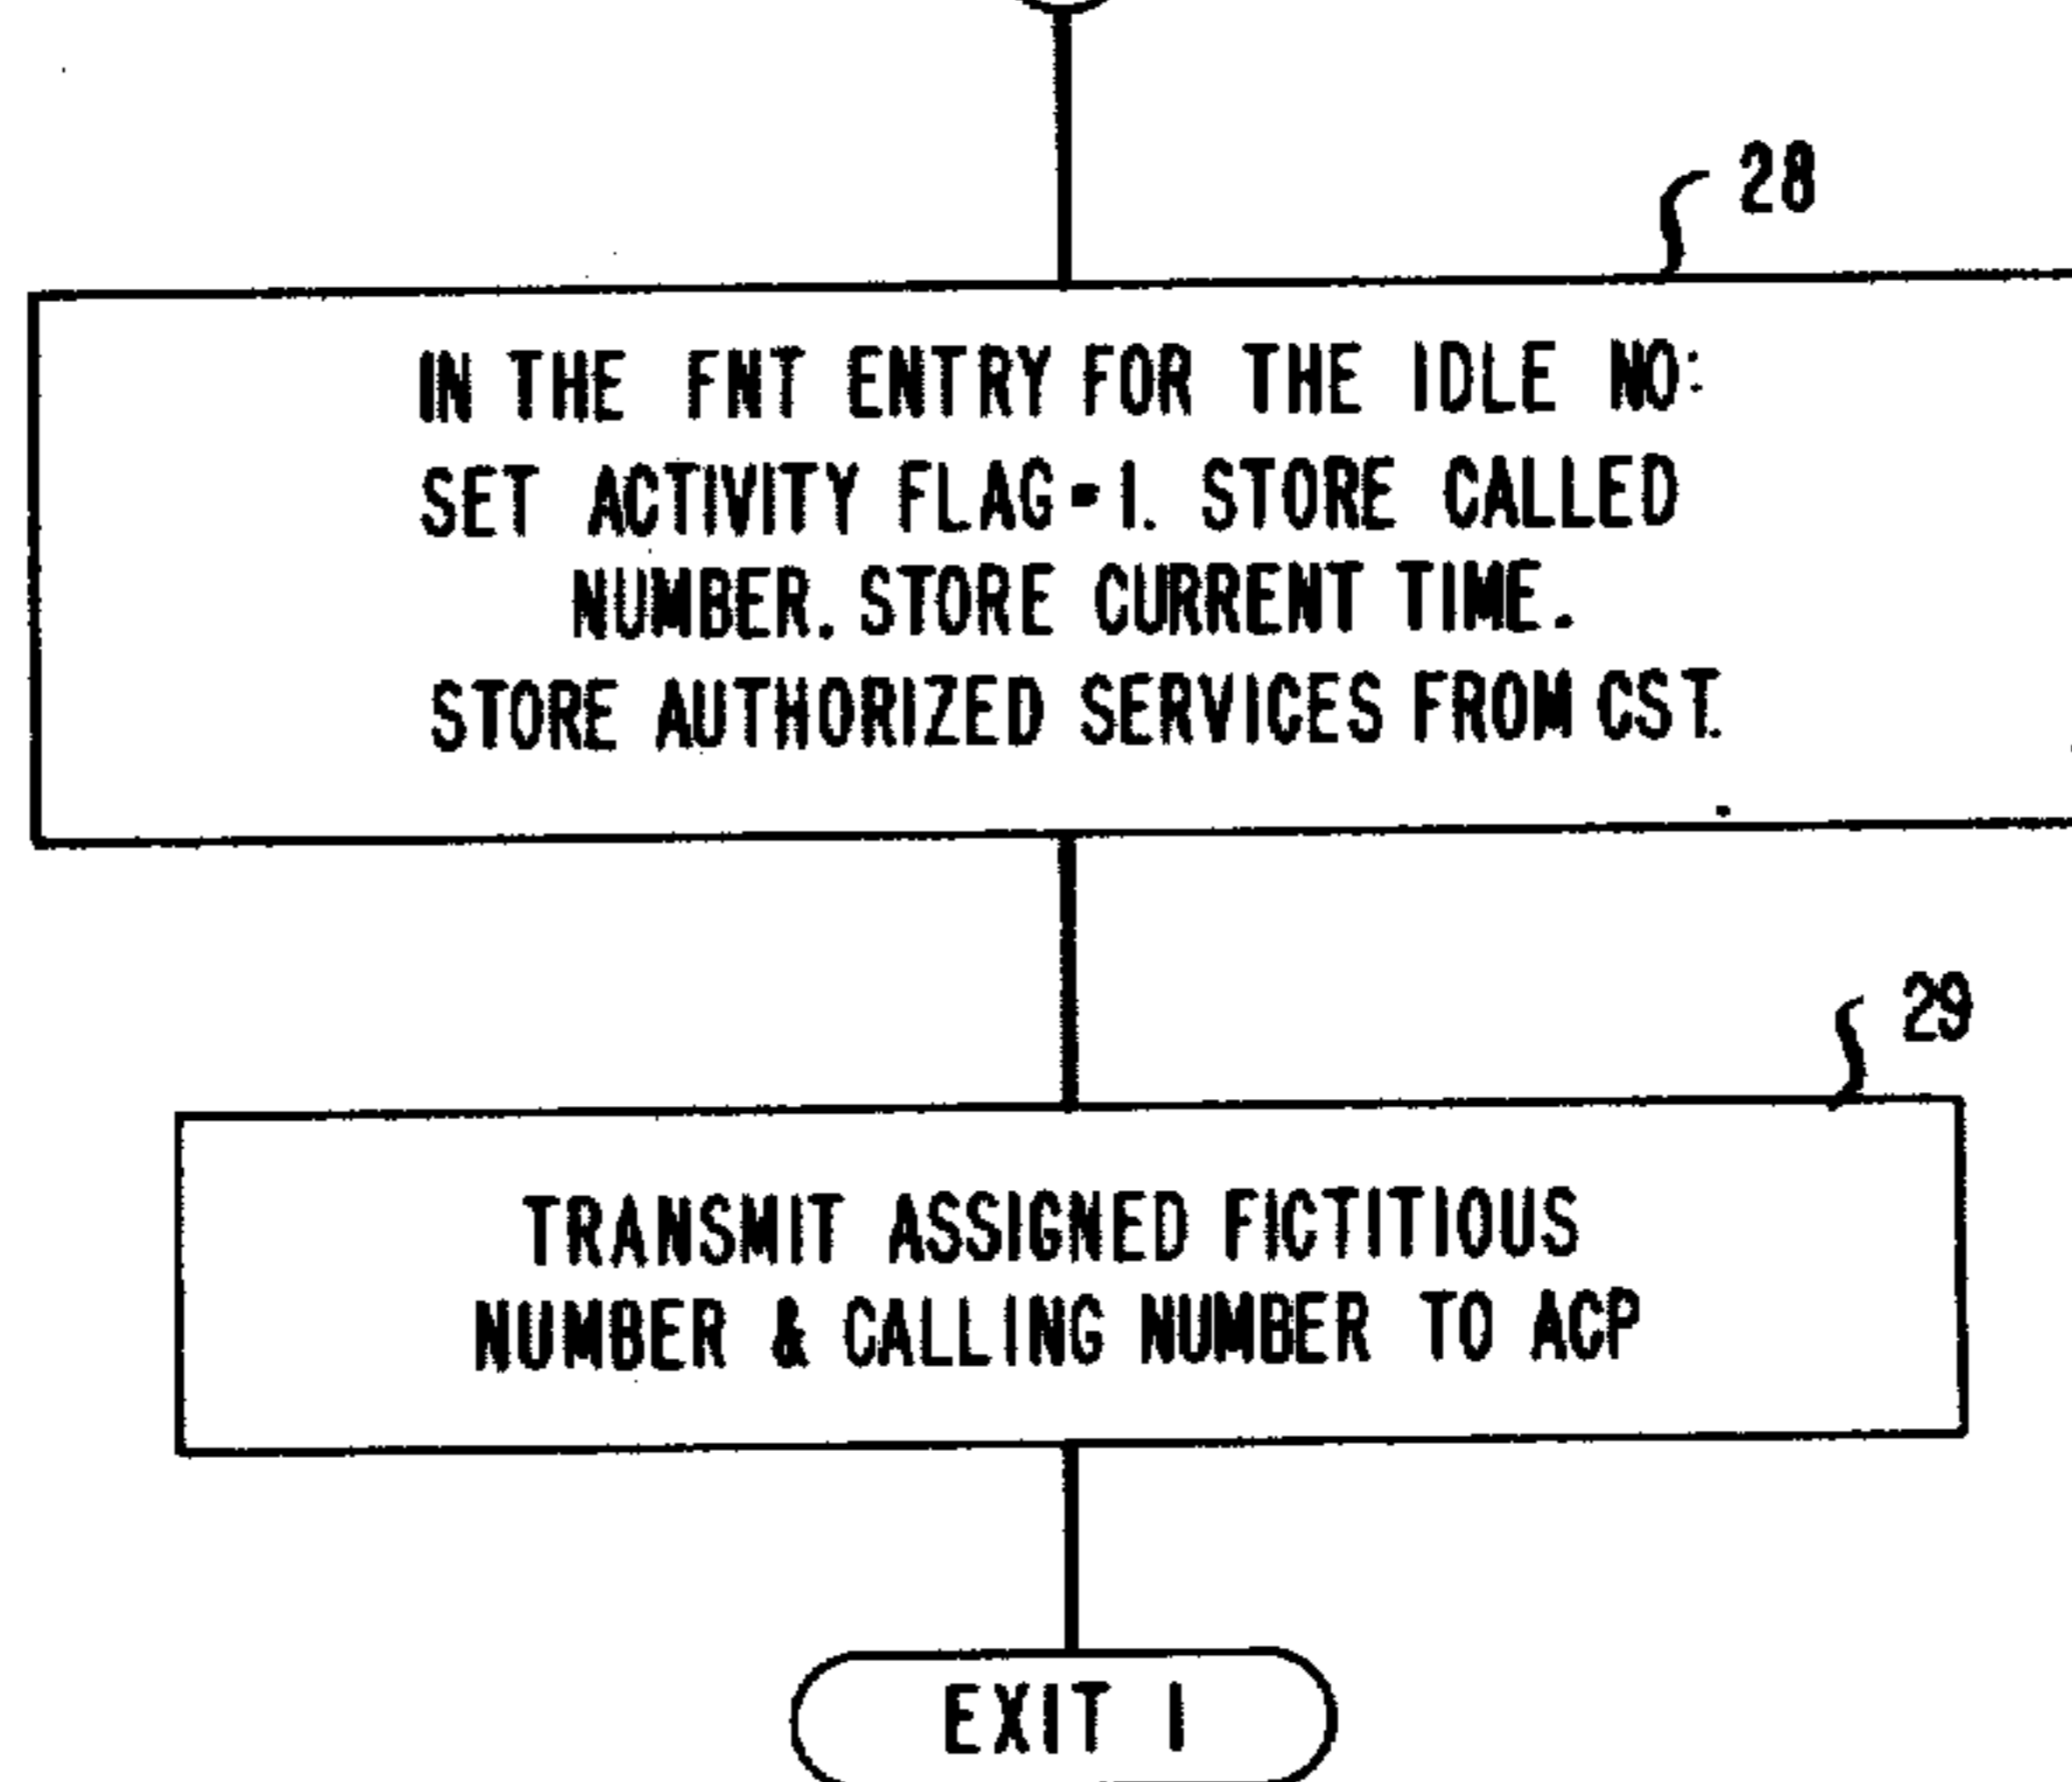 28
IN THE FNT ENTRY FOR THE IDLE NO:
SET ACTIVITY FLAG=1. STORE CALLED
NUMBER. STORE CURRENT TIME.
STORE AUTHORIZED SERVICES FROM CST.
29
TRANSMIT ASSIGNED FICTITIOUS
NUMBER & CALLING NUMBER TO ACP
EXIT 1